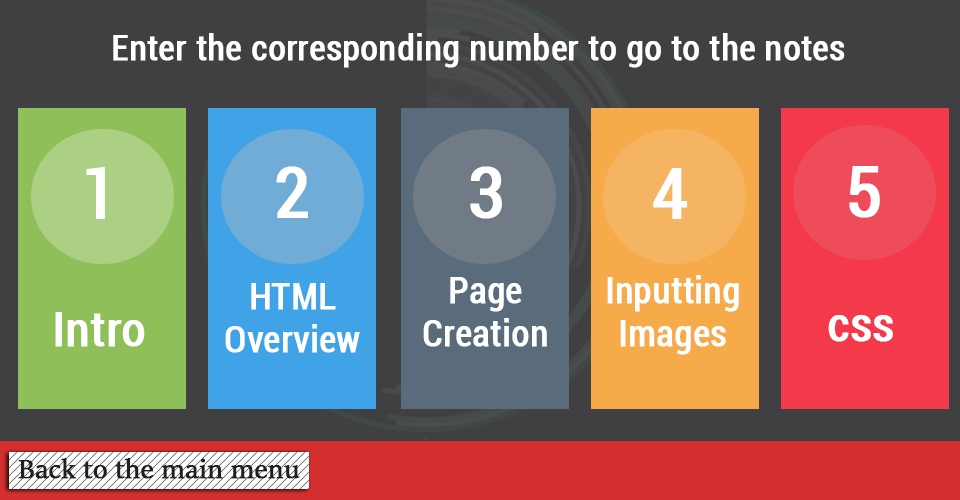 Enter the corresponding number to go to the notes
1
Intro
2
HTML
Overview
3
Page
Creation
4
Inputting
Images
5
css
Back to the main menu